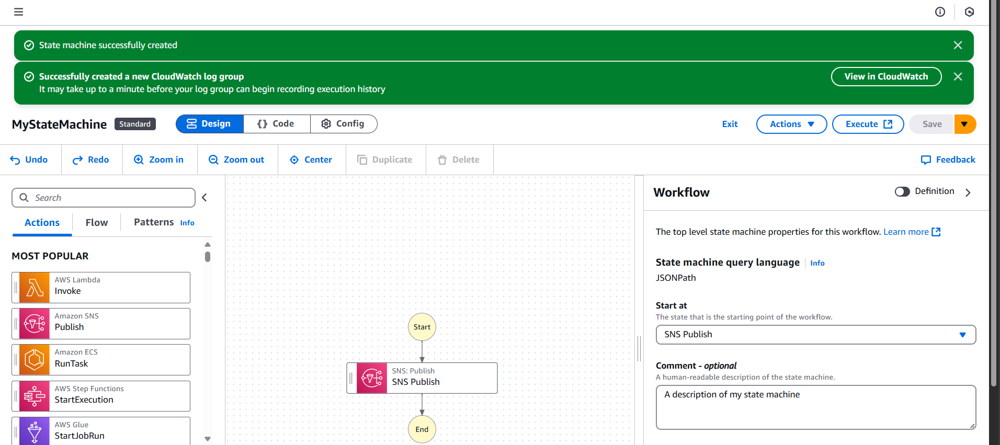 State machine successfully created
Successfully created a new CloudWatch log group
It may take up to a minute before your log group can begin recording execution history
View in CloudWatch
MyStateMachine
Standard
Design
{} Code
Config
Exit
Actions
Execute
Save
Undo
Redo
Zoom in
Zoom out
Center
Duplicate
Delete
Feedback
Search
Actions
Flow
Patterns Info
MOST POPULAR
AWS Lambda
Invoke
Amazon SNS
Publish
Amazon ECS
RunTask
AWS Step Functions
StartExecution
AWS Glue
StartJobRun
Start
SNS: Publish
SNS Publish
End
Workflow
Definition
The top level state machine properties for this workflow. Learn more
State machine query language Info
JSONPath
Start at
The state that is the starting point of the workflow.
SNS Publish
Comment - optional
A human-readable description of the state machine.
A description of my state machine